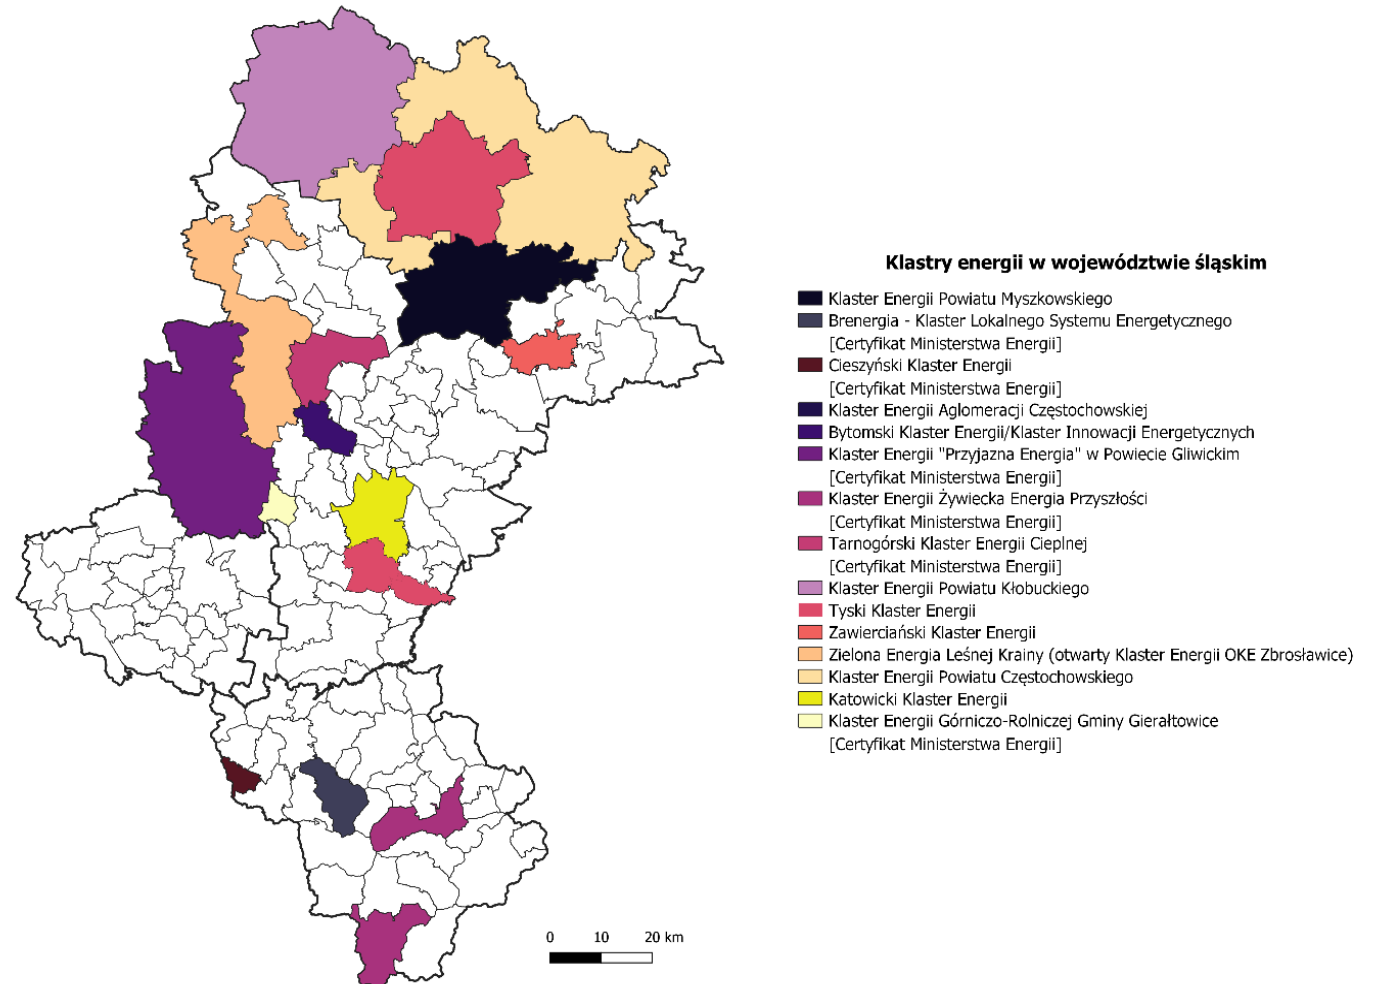 Klastry energii w województwie śląskim
Klaster Energii Powiatu Myszkowskiego
Brenergia - Klaster Lokalnego Systemu Energetycznego
[Certyfikat Ministerstwa Energii]
Cieszyński Klaster Energii
[Certyfikat Ministerstwa Energii]
Klaster Energii Aglomeracji Częstochowskiej
Bytomski Klaster Energii/Klaster Innowacji Energetycznych
Klaster Energii "Przyjazna Energia" w Powiecie Gliwickim
[Certyfikat Ministerstwa Energii]
Klaster Energii Żywiecka Energia Przyszłości
[Certyfikat Ministerstwa Energii]
Tarnogórski Klaster Energii Cieplnej
[Certyfikat Ministerstwa Energii]
Klaster Energii Powiatu Kłobuckiego
Tyski Klaster Energii
Zawierciański Klaster Energii
Zielona Energia Leśnej Krainy (otwarty Klaster Energii OKE Zbrosławice)
Klaster Energii Powiatu Częstochowskiego
Katowicki Klaster Energii
Klaster Energii Górniczo-Rolniczej Gminy Gierałtowice
[Certyfikat Ministerstwa Energii]
0 10 20 km